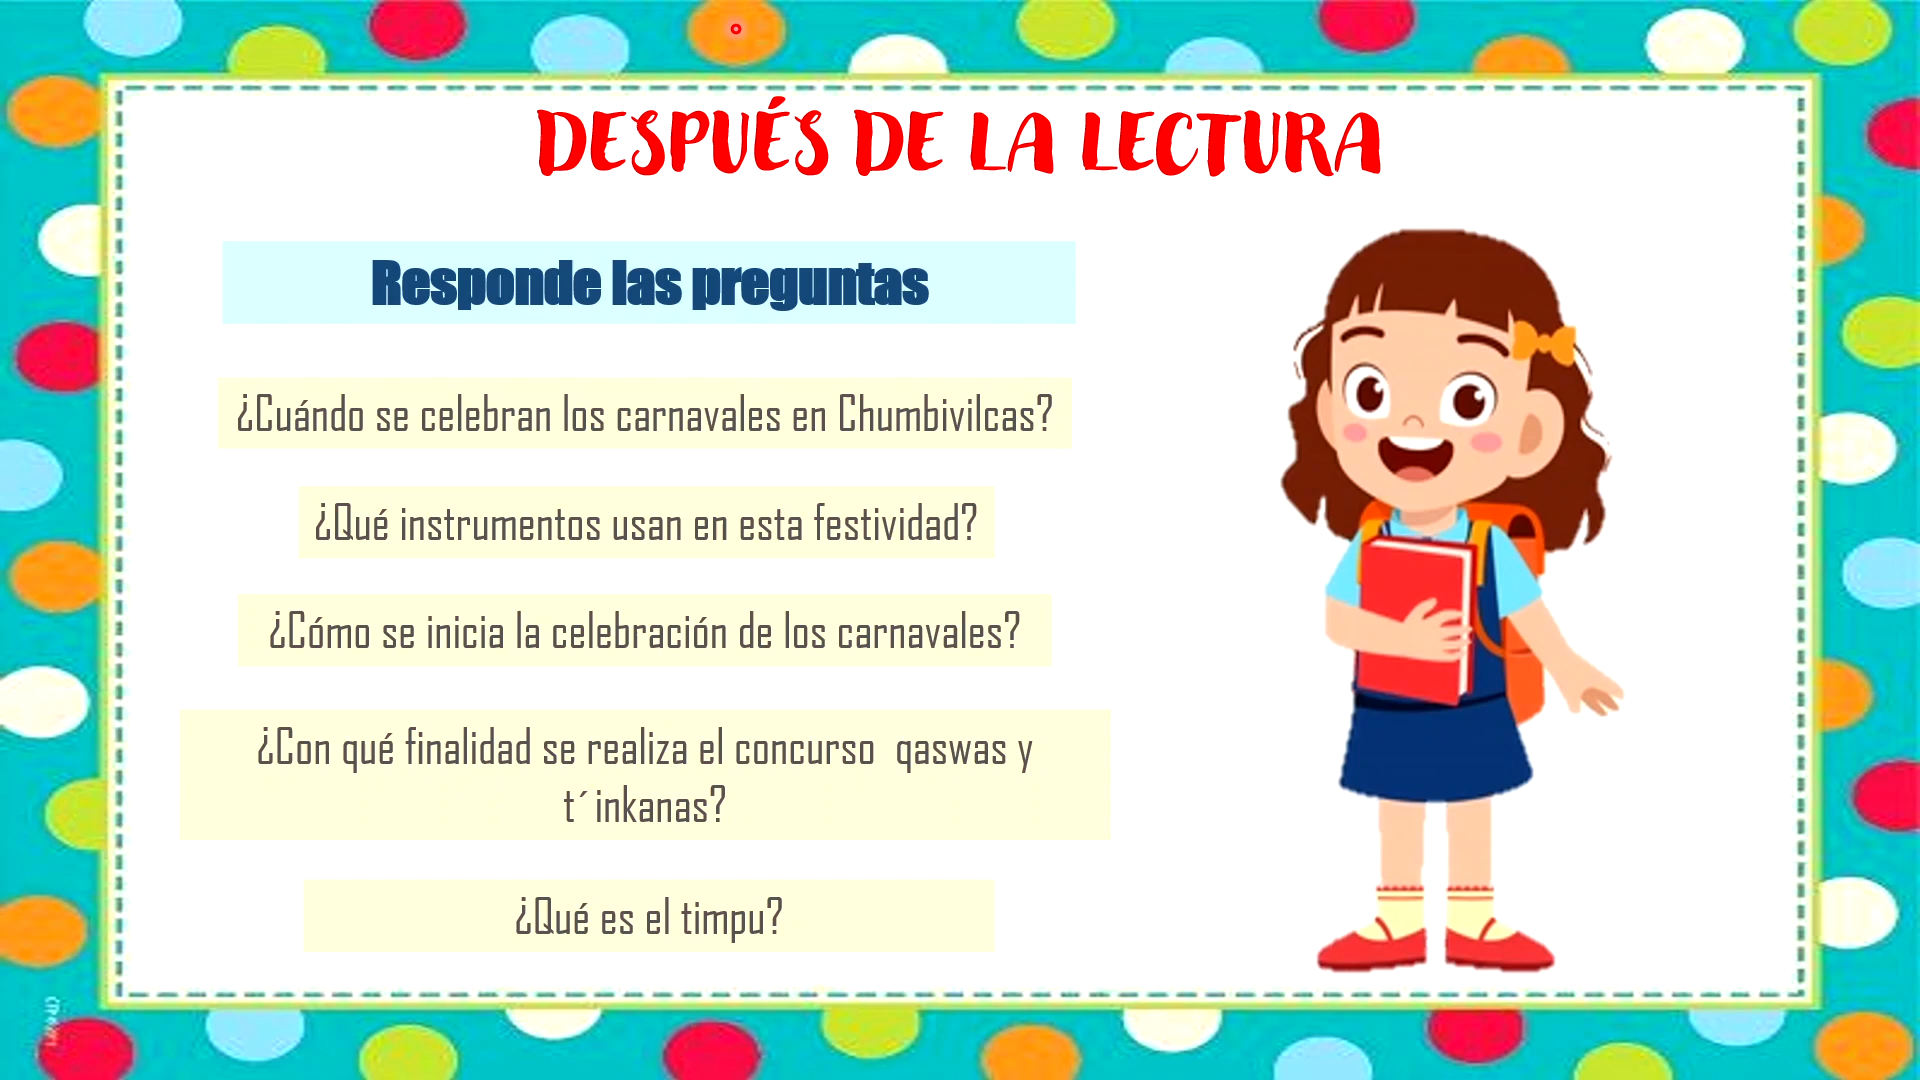 DESPUÉS DE LA LECTURA
Responde las preguntas
¿Cuándo se celebran los carnavales en Chumbivilcas?
¿Qué instrumentos usan en esta festividad?
¿Cómo se inicia la celebración de los carnavales?
¿Con qué finalidad se realiza el concurso  qaswas y
t´inkanas?
¿Qué es el timpu?